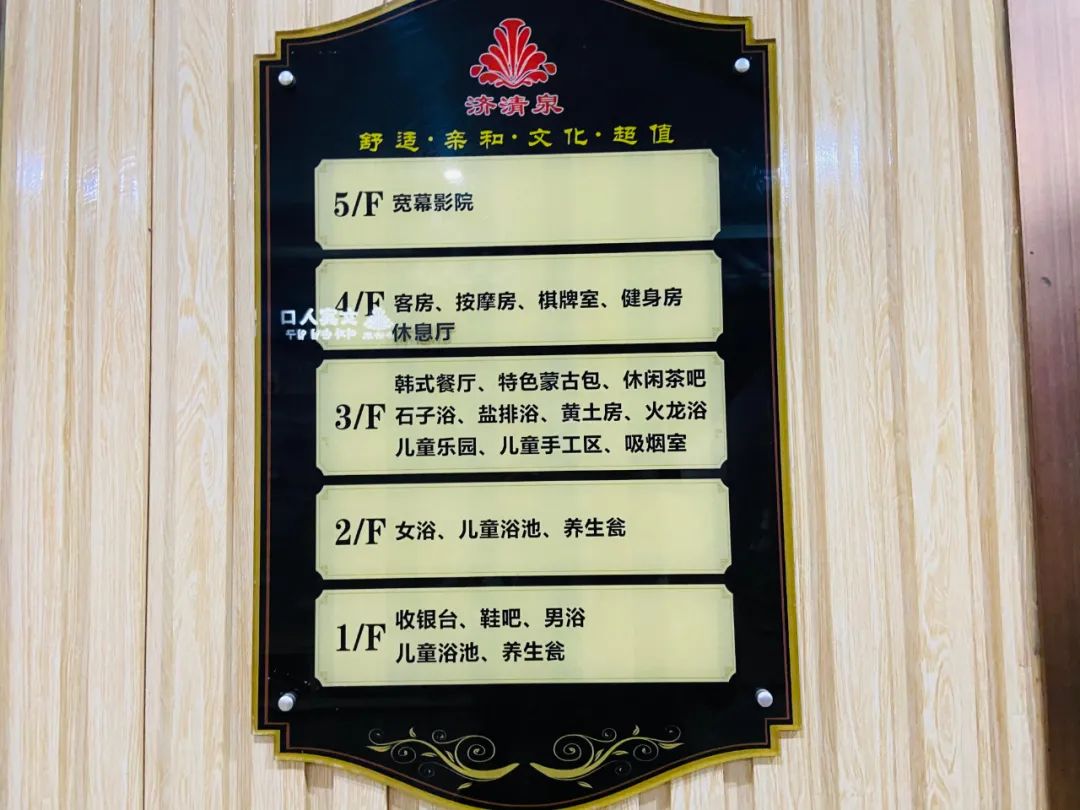 济清泉
舒适·亲和·文化·超值
5/F 宽幕影院
4/F 客房、按摩房、棋牌室、健身房
休息厅
3/F 韩式餐厅、特色蒙古包、休闲茶吧
石子浴、盐排浴、黄土房、火龙浴
儿童乐园、儿童手工区、吸烟室
2/F 女浴、儿童浴池、养生瓮
1/F 收银台、鞋吧、男浴
儿童浴池、养生瓮